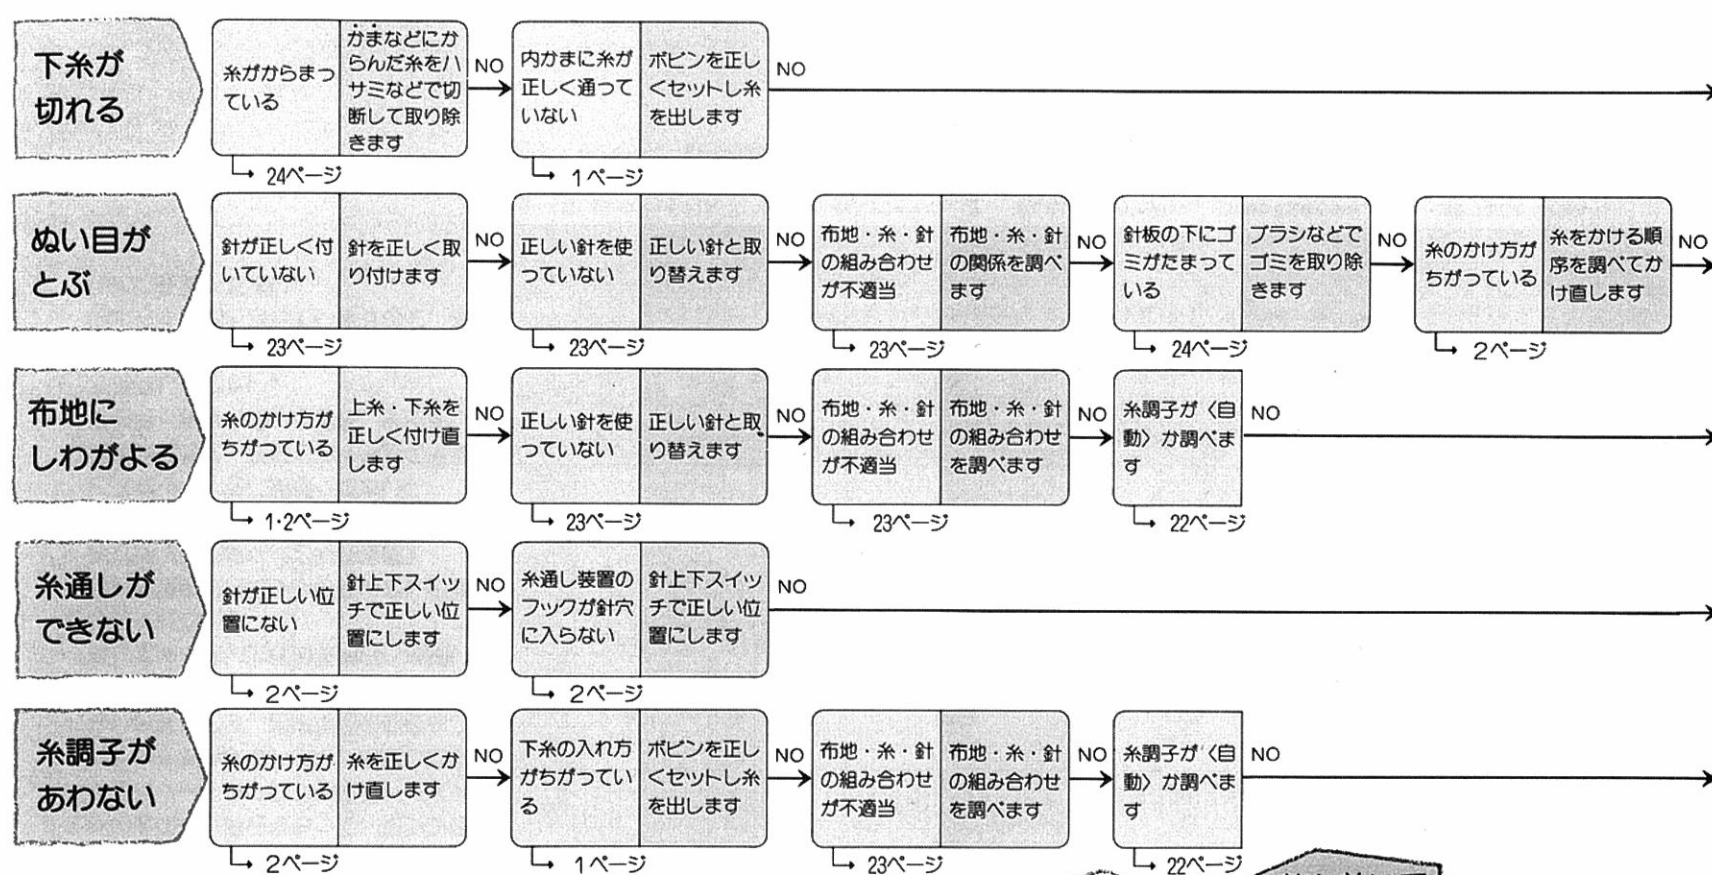 下糸が
切れる
糸がからまっ
ている
かまなどにか
らんだ糸をハ
サミなどで切
断して取り除
きます
24ページ
NO
内かまに糸が
正しく通って
いない
ボビンを正し
くセットし糸
を出します
1ページ
NO
ぬい目が
とぶ
針が正しく付
いていない
針を正しく取
り付けます
23ページ
NO
正しい針を使
っていない
正しい針と取
り替えます
23ページ
NO
布地・糸・針
の組み合わせ
が不適当
布地・糸・針
の関係を調べ
ます
23ページ
NO
針板の下にゴ
ミがたまって
いる
ブラシなどで
ゴミを取り除
きます
24ページ
NO
糸のかけ方が
ちがっている
糸をかける順
序を調べてか
け直します
2ページ
NO
布地に
しわがよる
糸のかけ方が
ちがっている
上糸・下糸を
正しく付け直
します
1・2ページ
NO
正しい針を使
っていない
正しい針と取
り替えます
23ページ
NO
布地・糸・針
の組み合わせ
が不適当
布地・糸・針
の組み合わせ
を調べます
23ページ
NO
糸調子が〈自
動〉か調べま
す
22ページ
NO
糸通しが
できない
針が正しい位
置にない
針上下スイッ
チで正しい位
置にします
2ページ
NO
糸通し装置の
フックが針穴
に入らない
針上下スイッ
チで正しい位
置にします
2ページ
NO
糸調子が
あわない
糸のかけ方が
ちがっている
糸を正しくか
け直します
2ページ
NO
下糸の入れ方
がちがってい
る
ボビンを正し
くセットし糸
を出します
1ページ
NO
布地・糸・針
の組み合わせ
が不適当
布地・糸・針
の組み合わせ
を調べます
23ページ
NO
糸調子が〈自
動〉か調べま
す
22ページ
NO